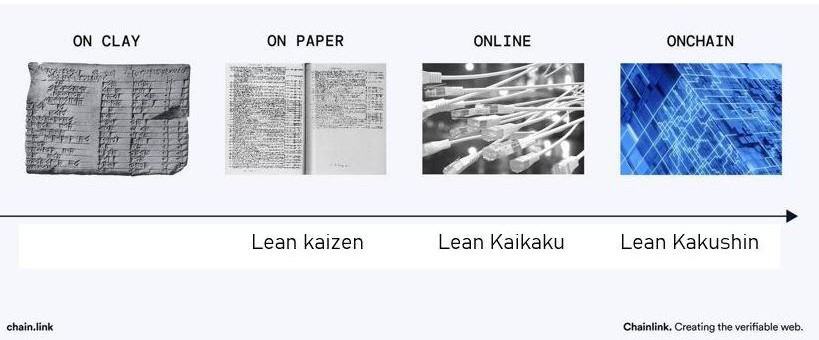 ON CLAY
ON PAPER
ONLINE
ONCHAIN
Lean kaizen
Lean Kaikaku
Lean Kakushin
chain.link
Chainlink. Creating the verifiable web.